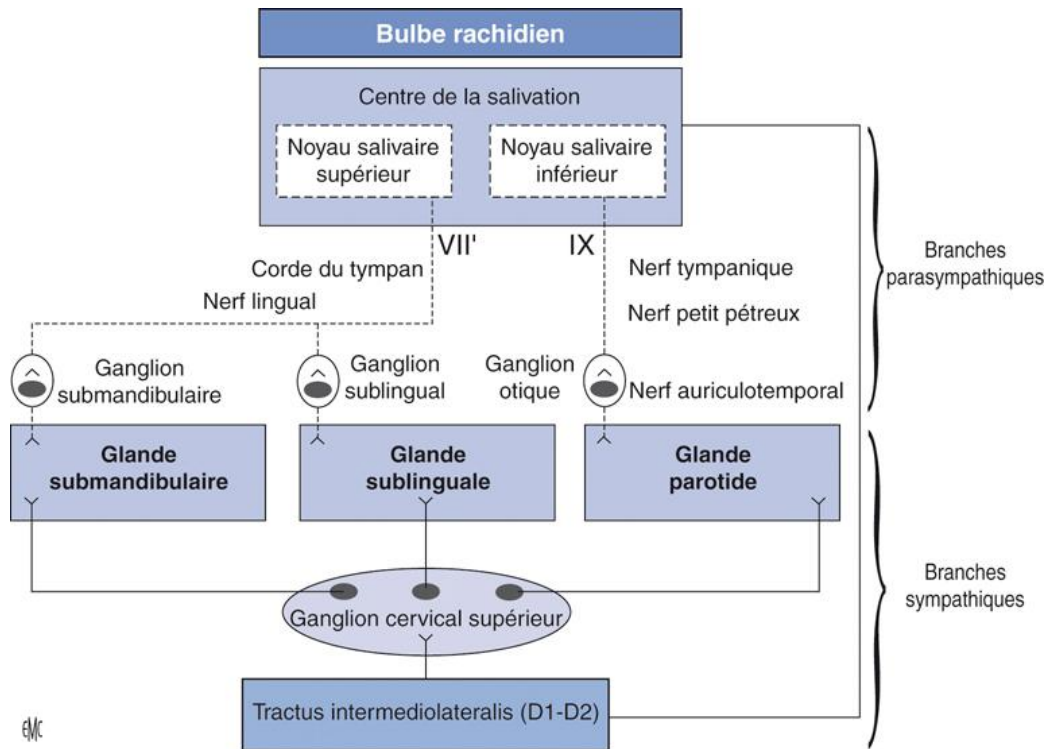 Bulbe rachidien
Centre de la salivation
Noyau salivaire
supérieur
Noyau salivaire
inférieur
VII'
IX
Corde du tympan
Nerf lingual
Nerf tympanique
Nerf petit pétreux
Branches
parasympathiques
Ganglion
submandibulaire
Ganglion
sublingual
Ganglion
otique
Nerf auriculotemporal
Glande
submandibulaire
Glande
sublinguale
Glande
parotide
Branches
sympathiques
Ganglion cervical supérieur
Tractus intermediolateralis (D1-D2)
EMC